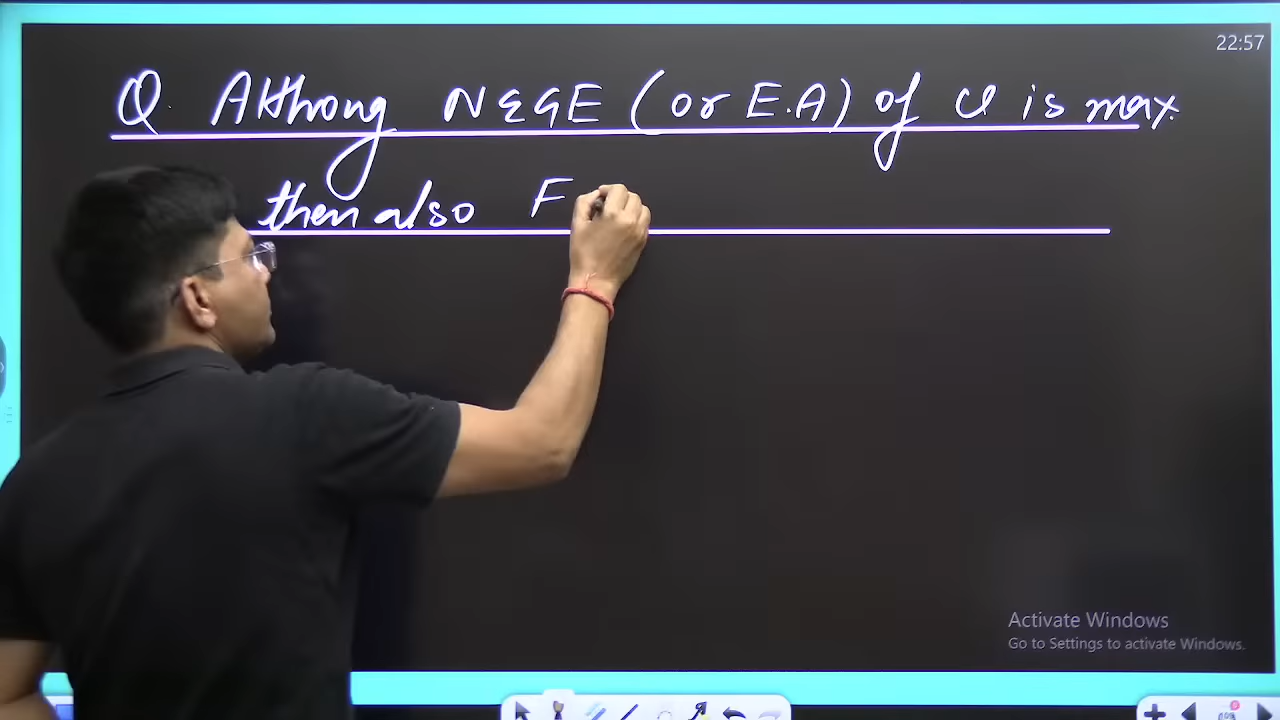 22:57
Q. Although NEGE (or E.A) of Cl is max.
then also F
Activate Windows
Go to Settings to activate Windows.